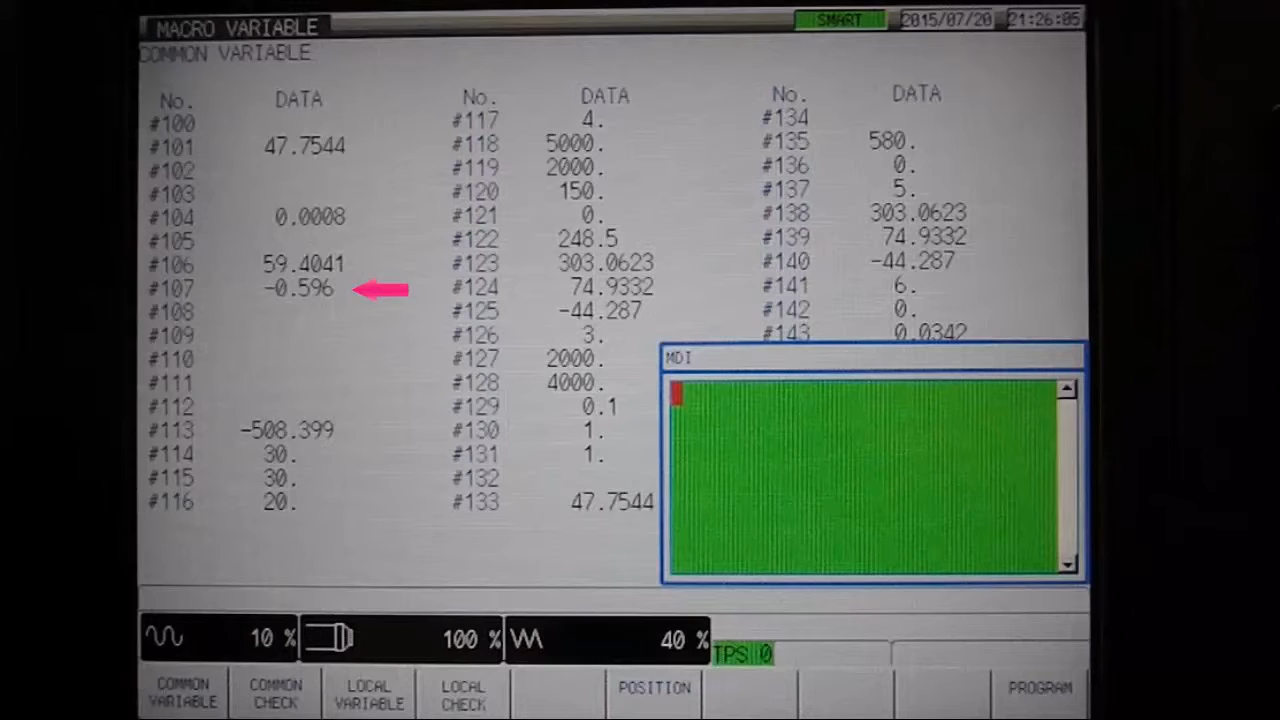 MACRO VARIABLE SMART 2015/07/20 21:26:05
COMMON VARIABLE
No. DATA No. DATA No. DATA
#100 #117 4. #134
#101 47.7544 #118 5000. #135 580.
#102 #119 2000. #136 0.
#103 #120 150. #137 5.
#104 0.0008 #121 0. #138 303.0623
#105 #122 248.5 #139 74.9332
#106 59.4041 #123 303.0623 #140 -44.287
#107 -0.596 #124 74.9332 #141 6.
#108 #125 -44.287 #142 0.
#109 #126 3. #143 0.0342
#110 #127 2000. MDI
#111 #128 4000.
#112 #129 0.1
#113 -508.399 #130 1.
#114 30. #131 1.
#115 30. #132
#116 20. #133 47.7544
10 % 100 % 40 % TPS 0
COMMON VARIABLE COMMON CHECK LOCAL VARIABLE LOCAL CHECK POSITION PROGRAM